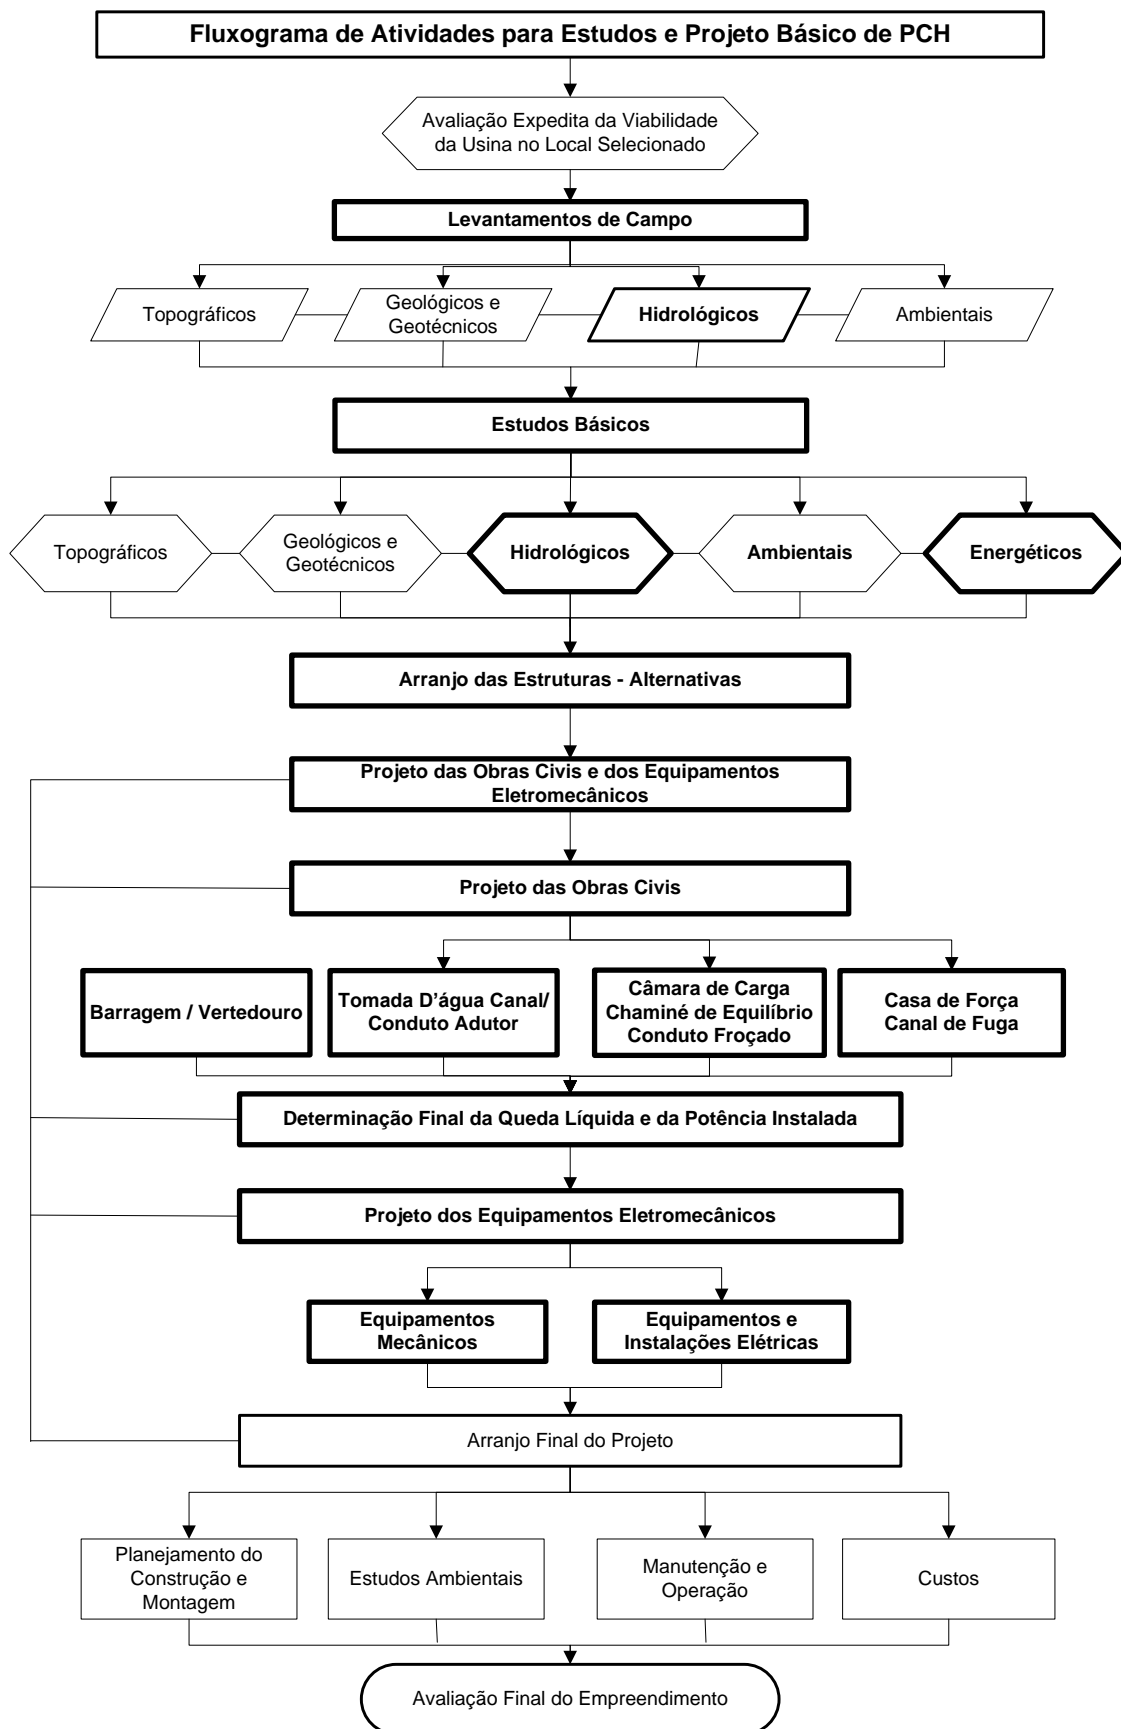 Fluxograma de Atividades para Estudos e Projeto Básico de PCH
Avaliação Expedita da Viabilidade
da Usina no Local Selecionado
Levantamentos de Campo
Topográficos
Geológicos e
Geotécnicos
Hidrológicos
Ambientais
Estudos Básicos
Topográficos
Geológicos e
Geotécnicos
Hidrológicos
Ambientais
Energéticos
Arranjo das Estruturas - Alternativas
Projeto das Obras Civis e dos Equipamentos
Eletromecânicos
Projeto das Obras Civis
Barragem / Vertedouro
Tomada D'água Canal/
Conduto Adutor
Câmara de Carga
Chaminé de Equilíbrio
Conduto Froçado
Casa de Força
Canal de Fuga
Determinação Final da Queda Líquida e da Potência Instalada
Projeto dos Equipamentos Eletromecânicos
Equipamentos
Mecânicos
Equipamentos e
Instalações Elétricas
Arranjo Final do Projeto
Planejamento do
Construção e
Montagem
Estudos Ambientais
Manutenção e
Operação
Custos
Avaliação Final do Empreendimento